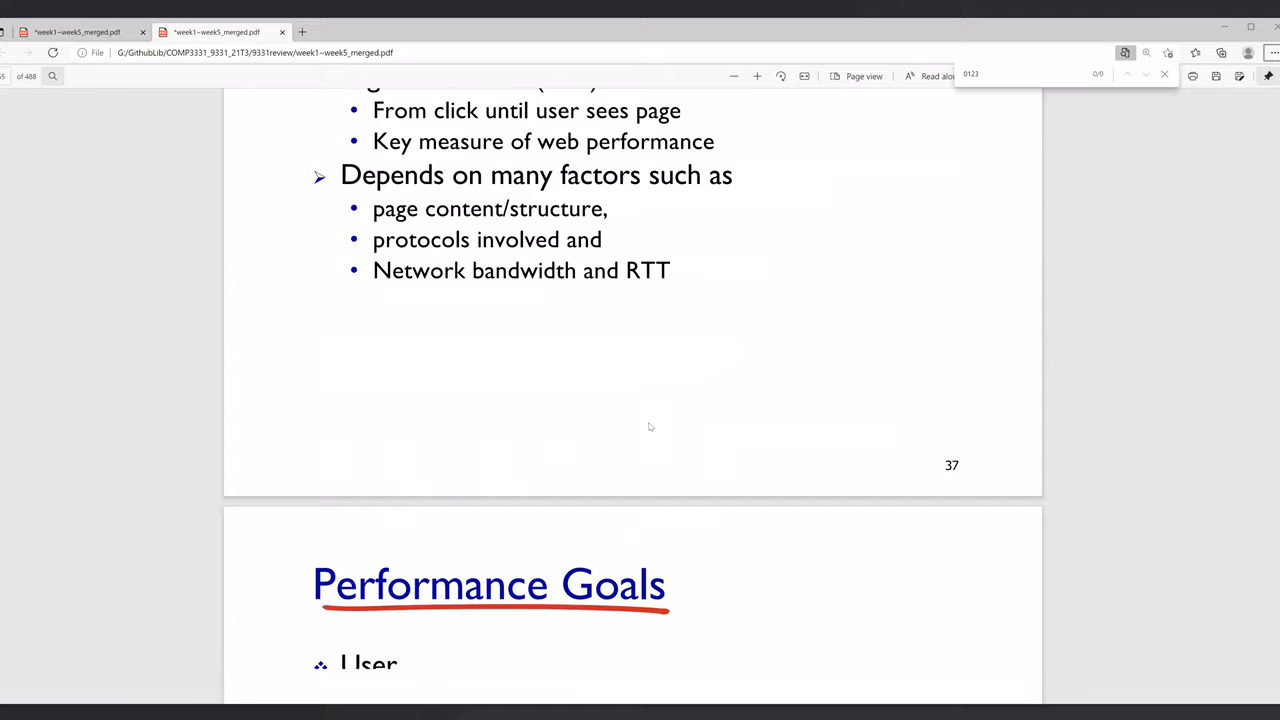 *week1~week5_merged.pdf
*week1~week5_merged.pdf
File G:/GithubLib/COMP3331_9331_21T3/9331review/week1~week5_merged.pdf
of 488
Page view
Read alou
0123
0/0
• From click until user sees page
• Key measure of web performance
➢ Depends on many factors such as
• page content/structure,
• protocols involved and
• Network bandwidth and RTT
37
Performance Goals
❖ User